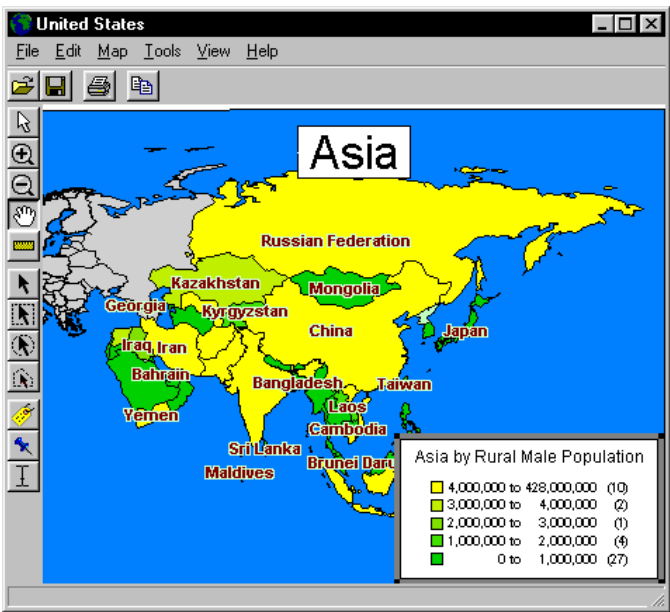 United States
File Edit Map Tools View Help
Asia
Russian Federation
Kazakhstan
Mongolia
Georgia
Kyrgyzstan
China
Japan
Iraq Iran
Bahrain
Bangladesh
Taiwan
Yemen
Laos
Cambodia
Sri Lanka
Brunei Daru
Maldives
Asia by Rural Male Population
4,000,000 to 428,000,000 (10)
3,000,000 to 4,000,000 (2)
2,000,000 to 3,000,000 (1)
1,000,000 to 2,000,000 (4)
0 to 1,000,000 (27)